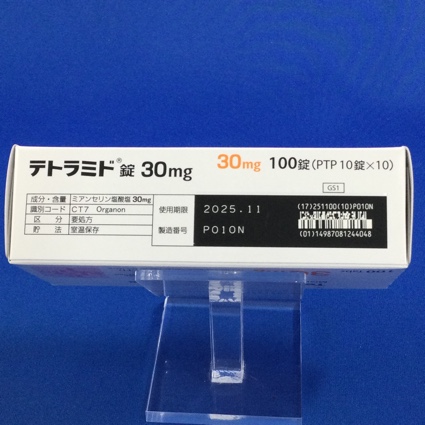 テトラミド®錠 30mg 30mg 100錠(PTP10錠×10)
GS1
成分・含量 ミアンセリン塩酸塩 30mg
識別コード CT7 Organon
区分 要処方
貯法 室温保存
使用期限 2025.11
製造番号 P010N
(17)251100(10)P010N
(01)14987081244048